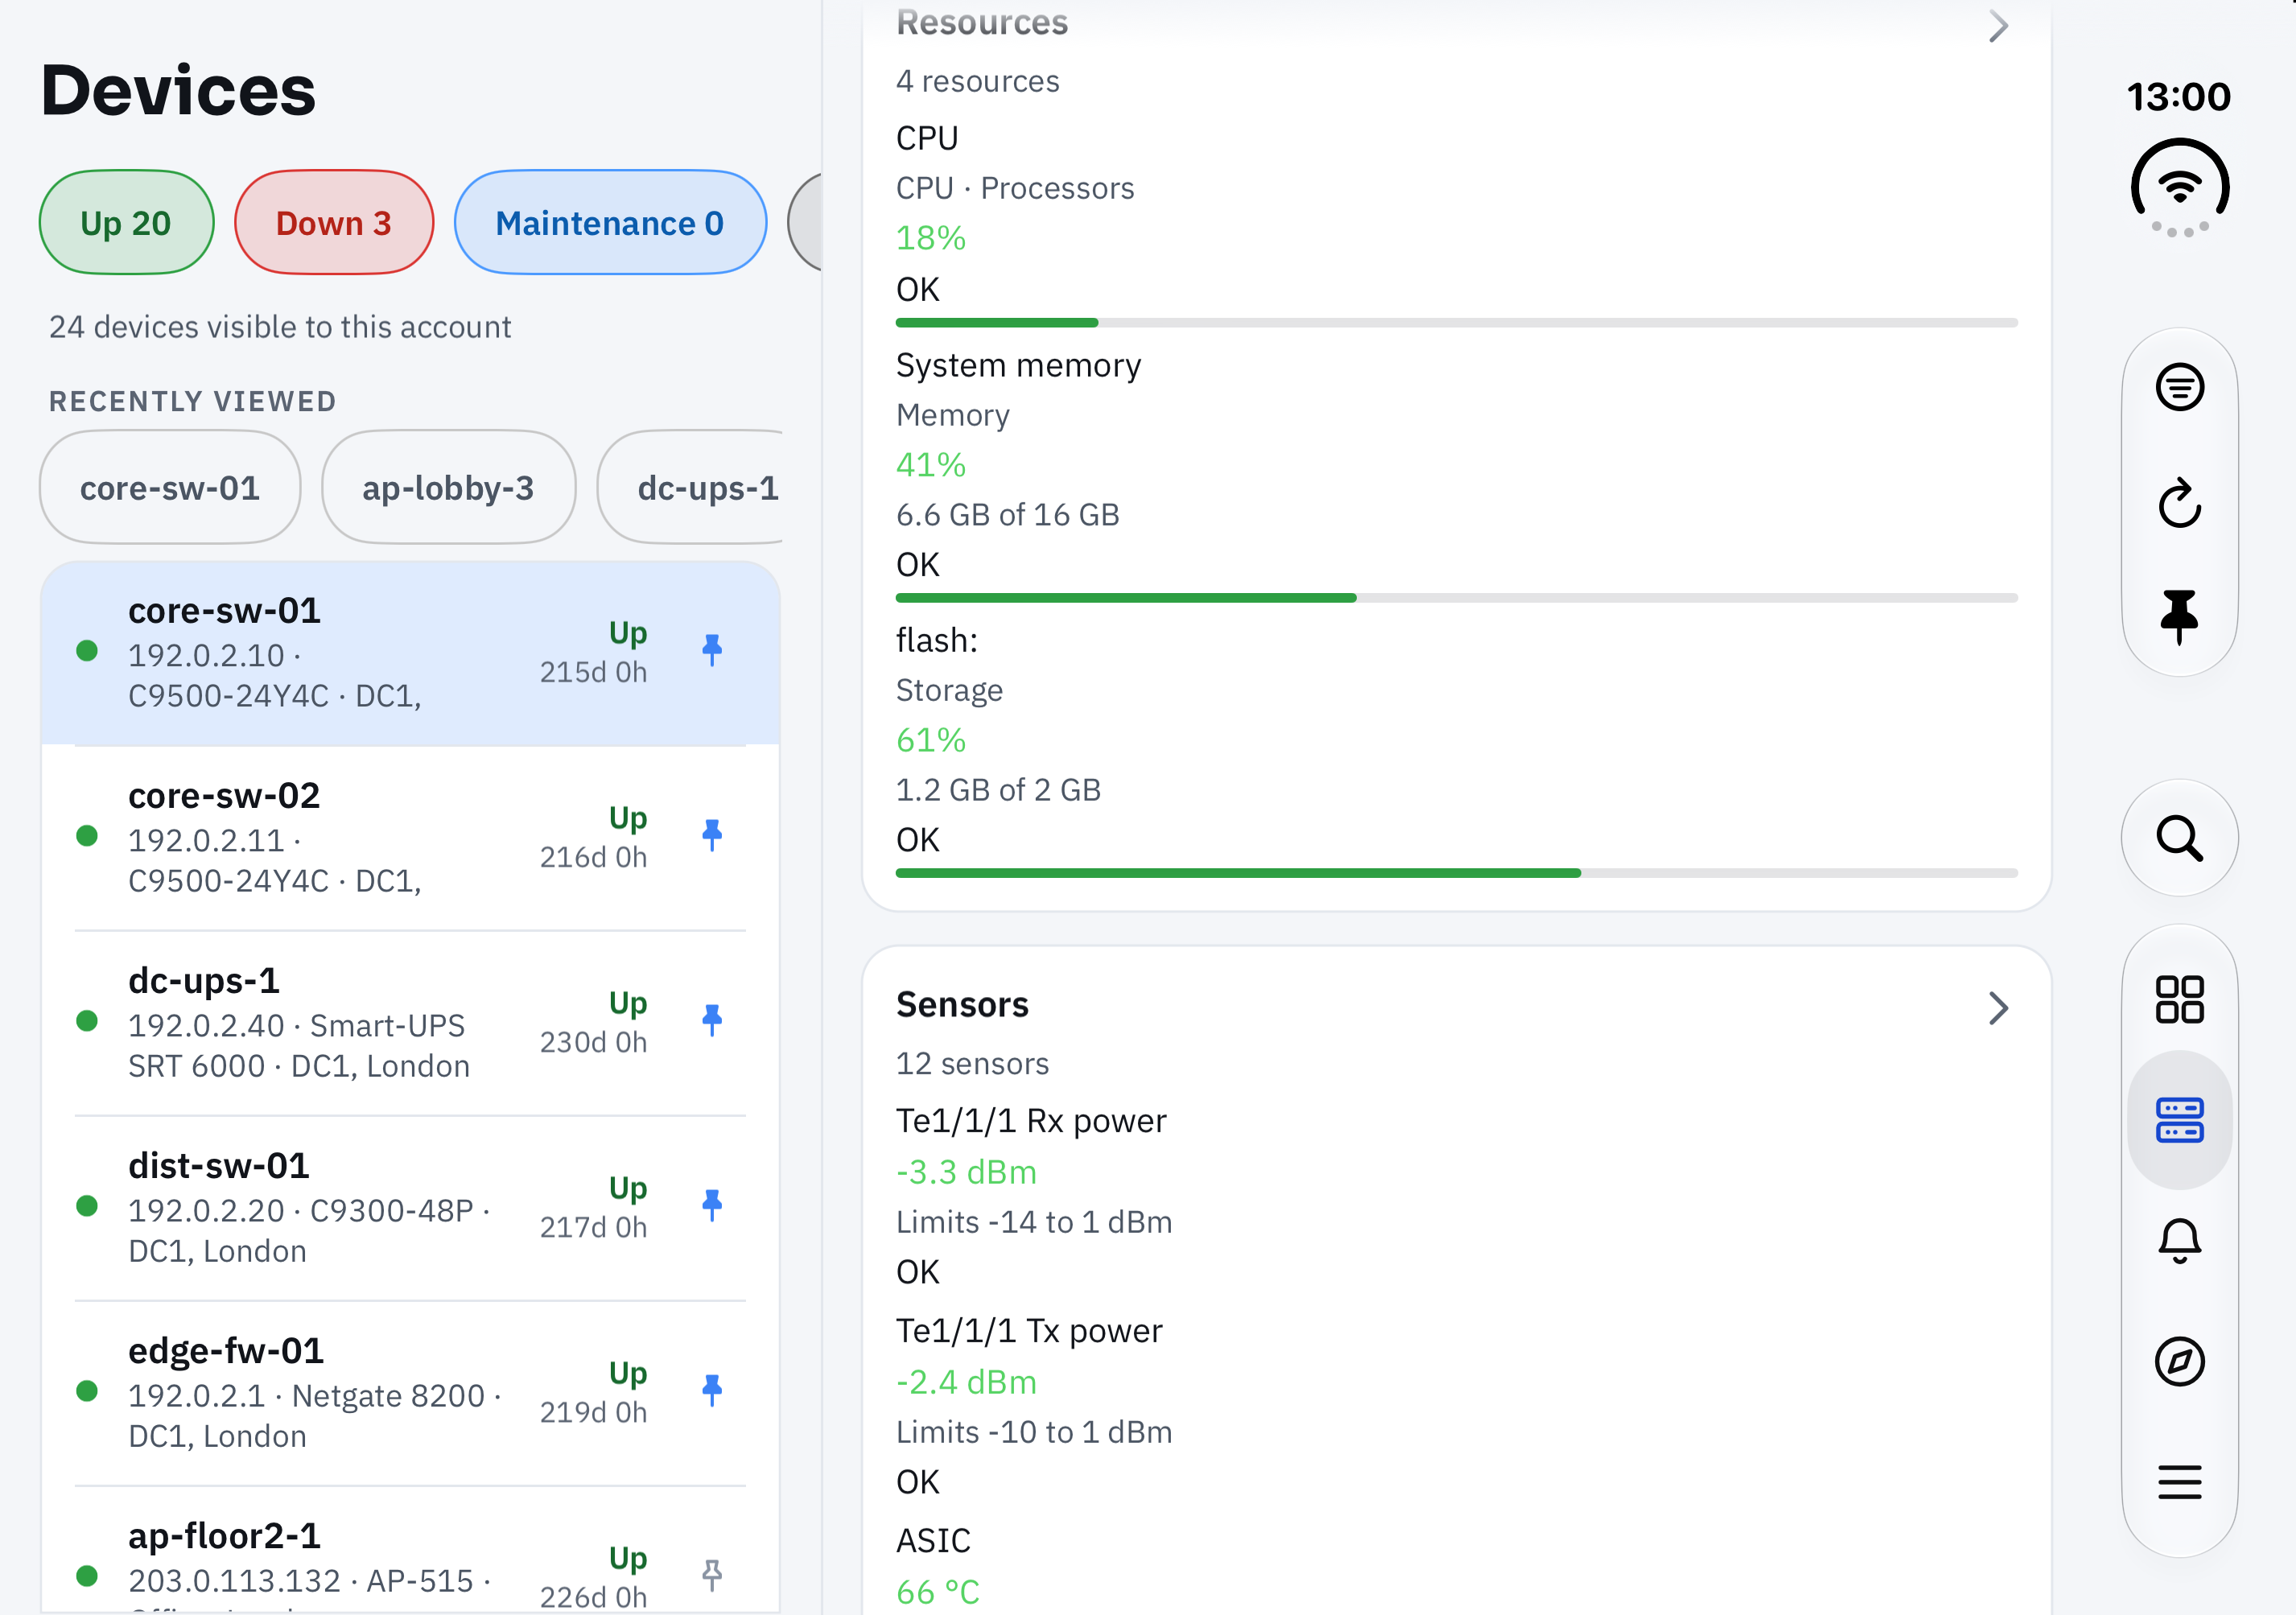 Devices
Up 20
Down 3
Maintenance 0
24 devices visible to this account
RECENTLY VIEWED
core-sw-01
ap-lobby-3
dc-ups-1
core-sw-01
192.0.2.10 ·
C9500-24Y4C · DC1,
Up
215d 0h
core-sw-02
192.0.2.11 ·
C9500-24Y4C · DC1,
Up
216d 0h
dc-ups-1
192.0.2.40 · Smart-UPS
SRT 6000 · DC1, London
Up
230d 0h
dist-sw-01
192.0.2.20 · C9300-48P ·
DC1, London
Up
217d 0h
edge-fw-01
192.0.2.1 · Netgate 8200 ·
DC1, London
Up
219d 0h
ap-floor2-1
203.0.113.132 · AP-515 ·
Up
226d 0h
Resources
4 resources
CPU
CPU · Processors
18%
OK
System memory
Memory
41%
6.6 GB of 16 GB
OK
flash:
Storage
61%
1.2 GB of 2 GB
OK
Sensors
12 sensors
Te1/1/1 Rx power
-3.3 dBm
Limits -14 to 1 dBm
OK
Te1/1/1 Tx power
-2.4 dBm
Limits -10 to 1 dBm
OK
ASIC
66 °C
13:00